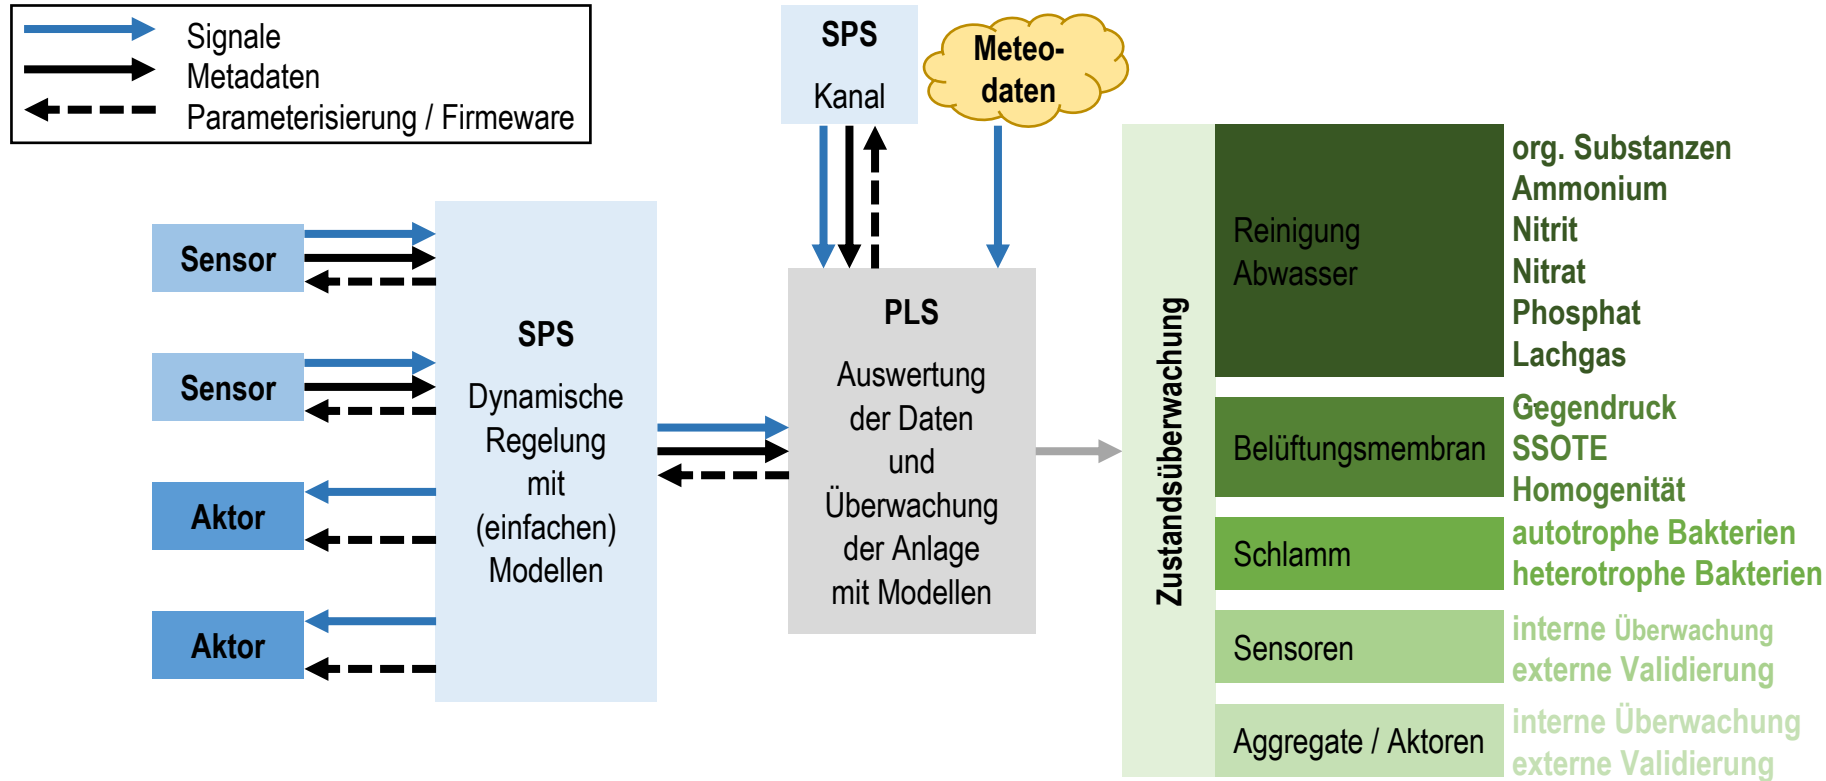 Signale
Metadaten
Parameterisierung / Firmeware
SPS
Kanal
Meteo-
daten
Sensor
Sensor
Aktor
Aktor
SPS
Dynamische
Regelung
mit
(einfachen)
Modellen
PLS
Auswertung
der Daten
und
Überwachung
der Anlage
mit Modellen
Zustandsüberwachung
Reinigung
Abwasser
org. Substanzen
Ammonium
Nitrit
Nitrat
Phosphat
Lachgas
Belüftungsmembran
Gegendruck
SSOTE
Homogenität
Schlamm
autotrophe Bakterien
heterotrophe Bakterien
Sensoren
interne Überwachung
externe Validierung
Aggregate / Aktoren
interne Überwachung
externe Validierung